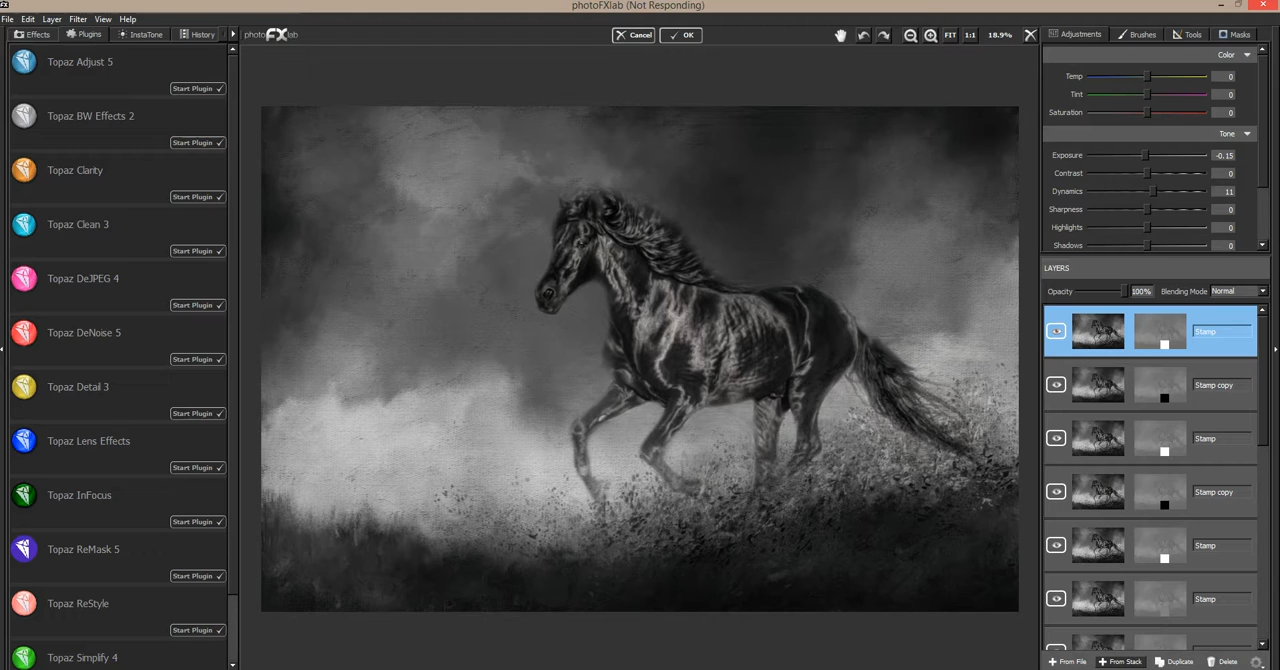 photoFXlab (Not Responding)
File Edit Layer Filter View Help
Effects Plugins InstaTone History
photo FX lab
Cancel OK
FIT 1:1 18.9%
Adjustments Brushes Tools Masks
Topaz Adjust 5
Start Plugin
Topaz BW Effects 2
Start Plugin
Topaz Clarity
Start Plugin
Topaz Clean 3
Start Plugin
Topaz DeJPEG 4
Start Plugin
Topaz DeNoise 5
Start Plugin
Topaz Detail 3
Start Plugin
Topaz Lens Effects
Start Plugin
Topaz InFocus
Start Plugin
Topaz ReMask 5
Start Plugin
Topaz ReStyle
Start Plugin
Topaz Simplify 4
Color
Temp 0
Tint 0
Saturation 0
Tone
Exposure -0.15
Contrast 0
Dynamics 11
Sharpness 0
Highlights 0
Shadows 0
LAYERS
Opacity 100% Blending Mode Normal
Stamp
Stamp copy
Stamp
Stamp copy
Stamp
Stamp
From File From Stack Duplicate Delete